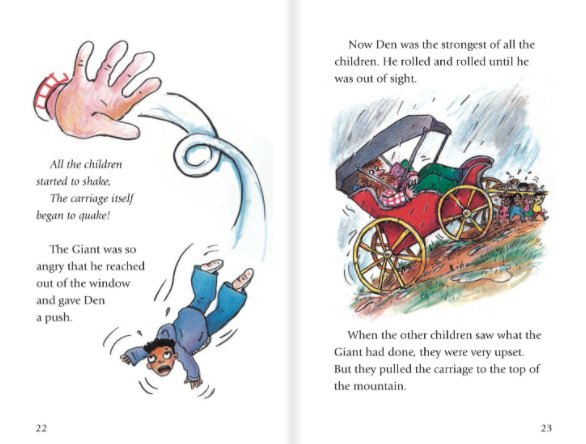 All the children
started to shake,
The carriage itself
began to quake!
The Giant was so
angry that he reached
out of the window
and gave Den
a push.
22
Now Den was the strongest of all the
children. He rolled and rolled until he
was out of sight.
When the other children saw what the
Giant had done, they were very upset.
But they pulled the carriage to the top of
the mountain.
23